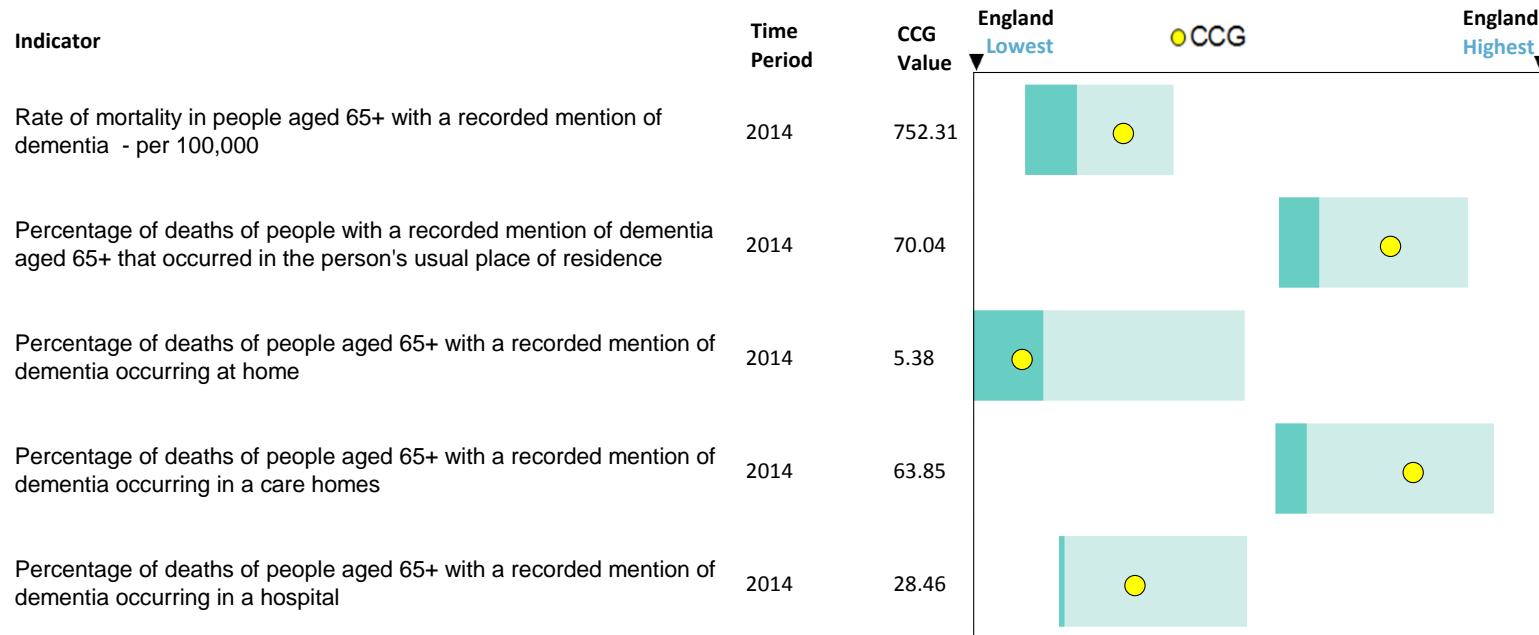 Indicator
Time
Period
CCG
Value
England
Lowest
CCG
England
Highest
Rate of mortality in people aged 65+ with a recorded mention of
dementia  - per 100,000
2014
752.31
Percentage of deaths of people with a recorded mention of dementia
aged 65+ that occurred in the person's usual place of residence
2014
70.04
Percentage of deaths of people aged 65+ with a recorded mention of
dementia occurring at home
2014
5.38
Percentage of deaths of people aged 65+ with a recorded mention of
dementia occurring in a care homes
2014
63.85
Percentage of deaths of people aged 65+ with a recorded mention of
dementia occurring in a hospital
2014
28.46